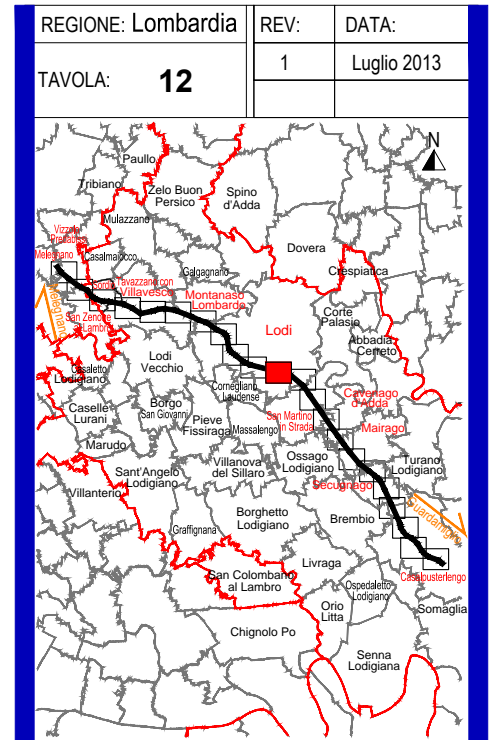 REGIONE: Lombardia
REV:
DATA:
TAVOLA: 12
1
Luglio 2013
N
Paullo
Tribiano
Zelo Buon
Persico
Spino
d'Adda
Mulazzano
Vizzolo
Predabissi
Melegnano
Casalmaiocco
Dovera
Galgagnano
Crespiatica
Sordio
Tavazzano con
Villavesco
Montanaso
Lombardo
Melegnano
San Zenone
al Lambro
Lodi
Corte
Palasio
Abbadia
Cerreto
Lodi
Vecchio
Casaletto
Lodigiano
Cornegliano
Laudense
Cavenago
d'Adda
Caselle
Lurani
Borgo
San Giovanni
Pieve
Fissiraga
Massalengo
San Martino
in Strada
Mairago
Marudo
Villanova
del Sillaro
Ossago
Lodigiano
Turano
Lodigiano
Sant'Angelo
Lodigiano
Villanterio
Secugnago
Guardamiglio
Borghetto
Lodigiano
Brembio
Graffignana
Livraga
San Colombano
al Lambro
Casalpusterlengo
Ospedaletto
Lodigiano
Orio
Litta
Somaglia
Chignolo Po
Senna
Lodigiana